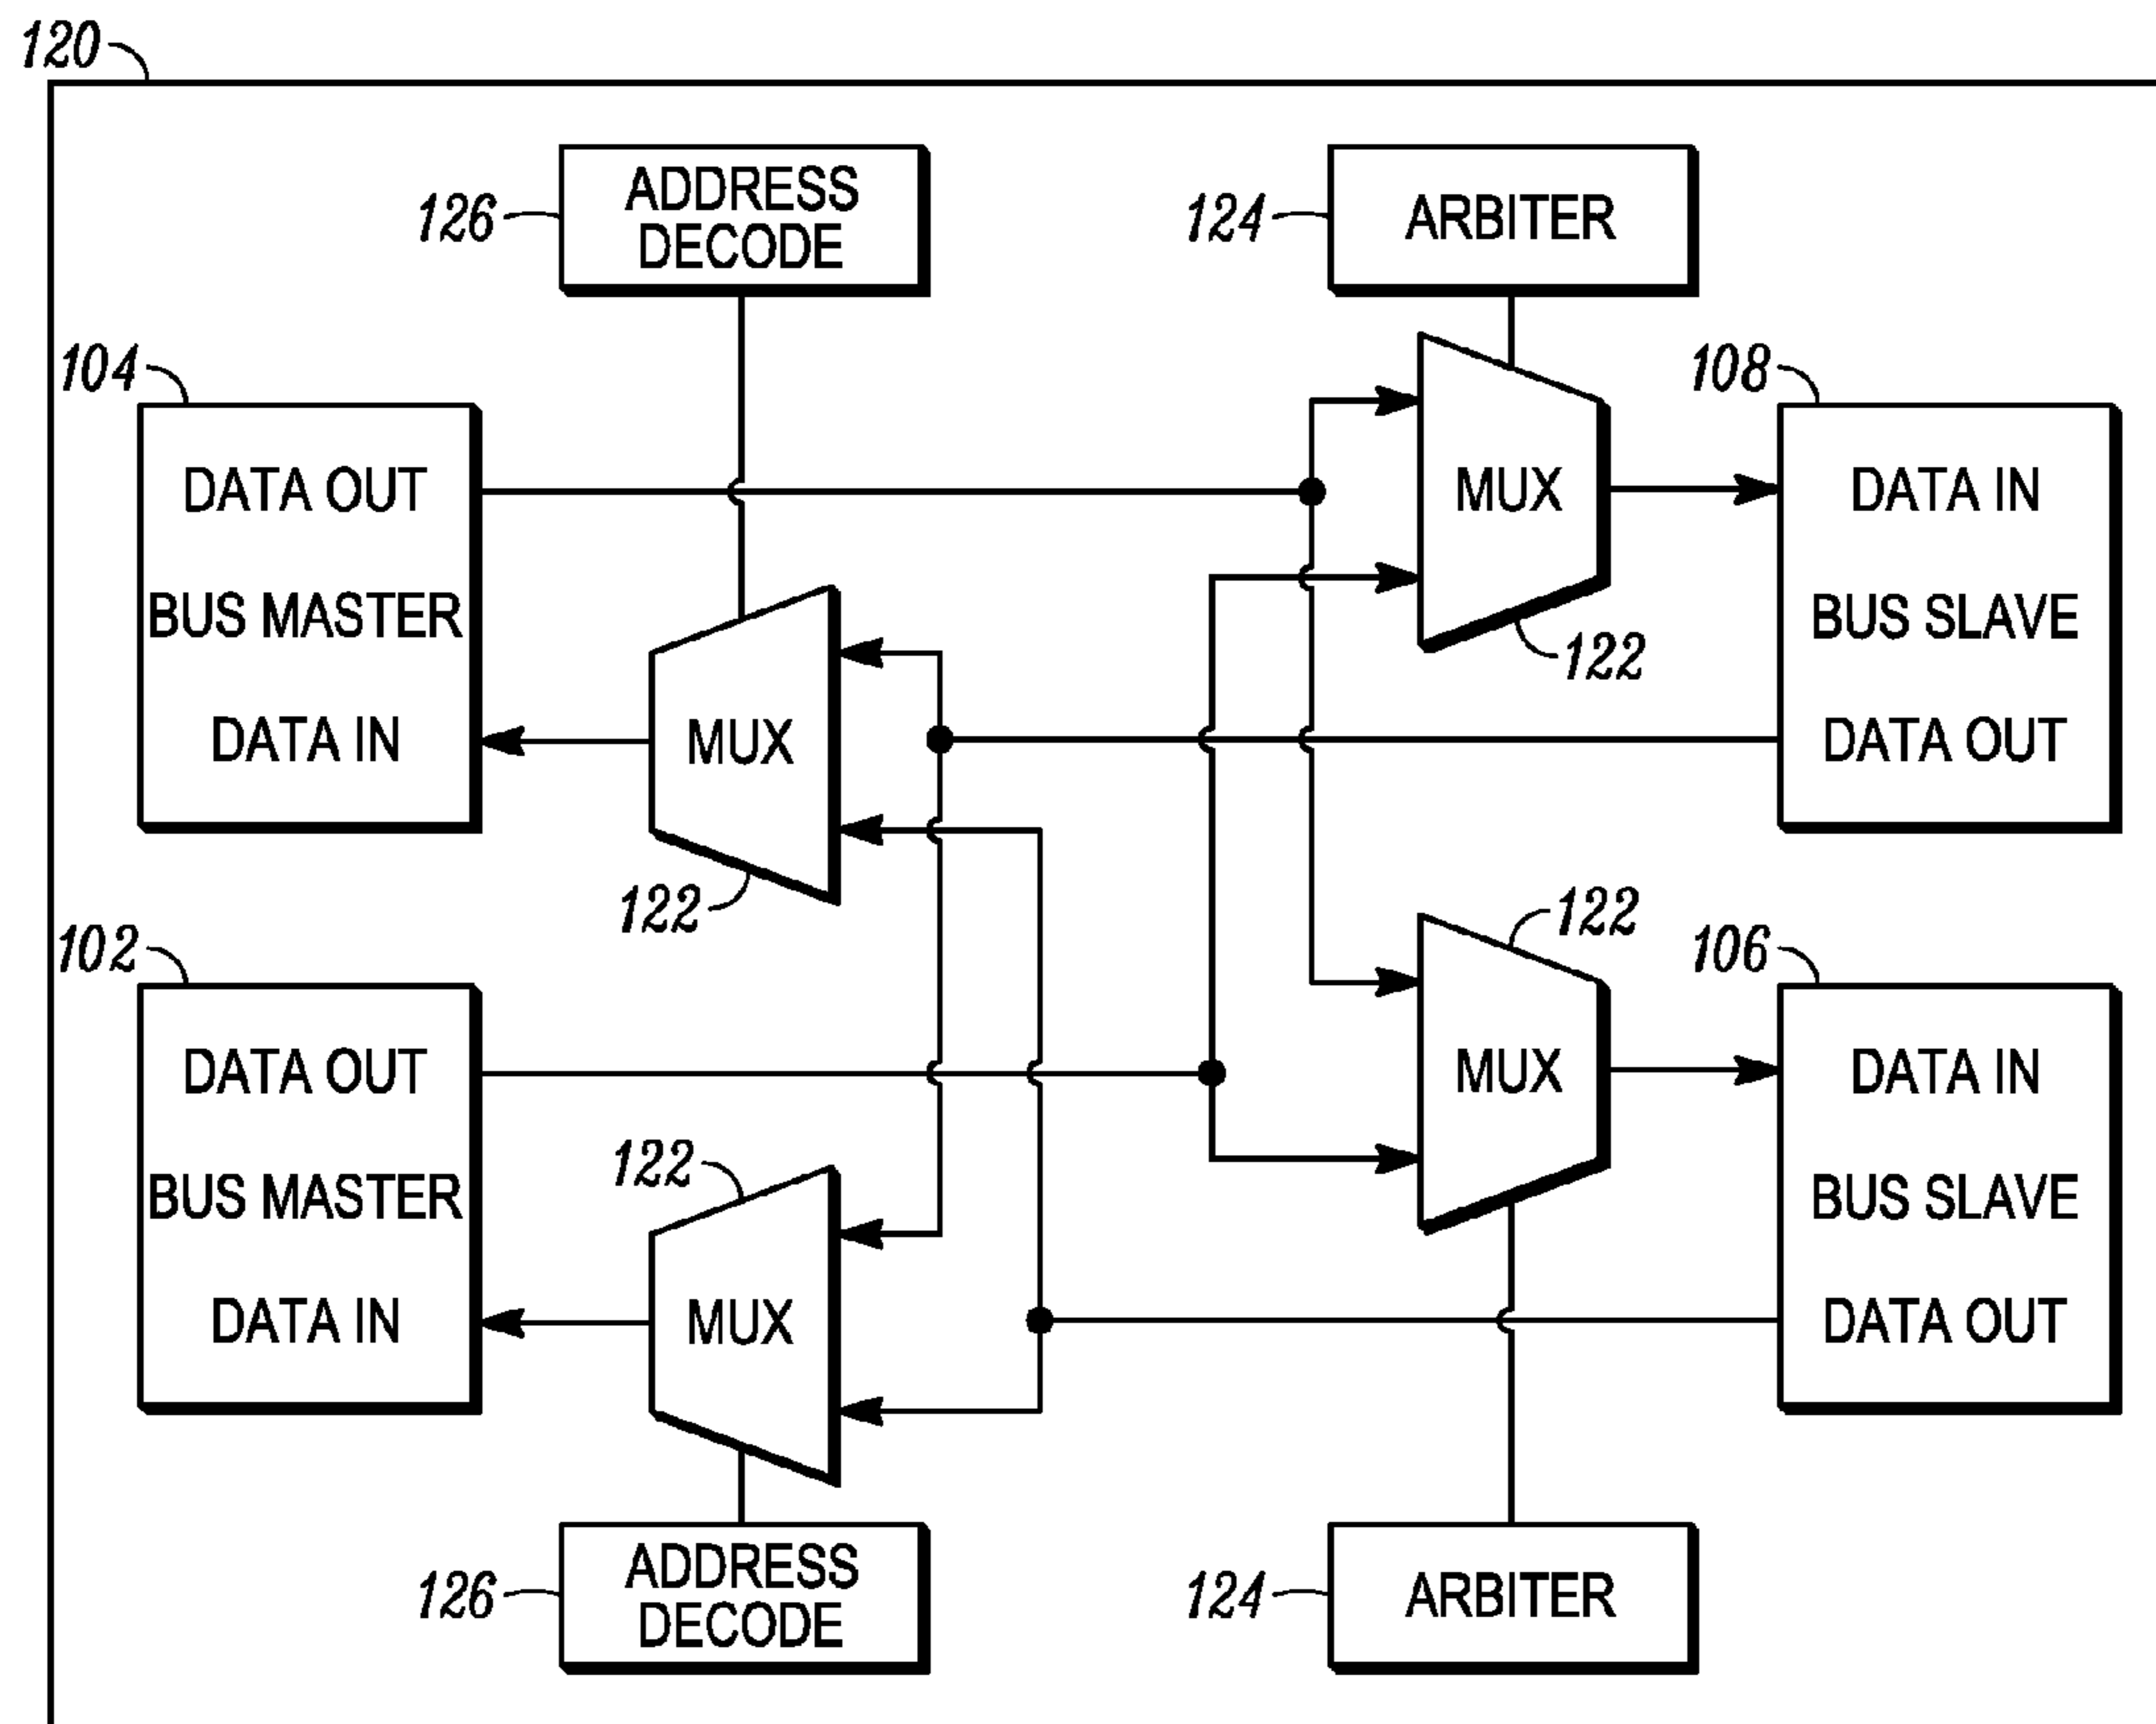 120
126
ADDRESS
DECODE
124
ARBITER
104
DATA OUT
BUS MASTER
DATA IN
MUX
122
MUX
122
108
DATA IN
BUS SLAVE
DATA OUT
102
DATA OUT
BUS MASTER
DATA IN
122
MUX
122
MUX
106
DATA IN
BUS SLAVE
DATA OUT
126
ADDRESS
DECODE
124
ARBITER